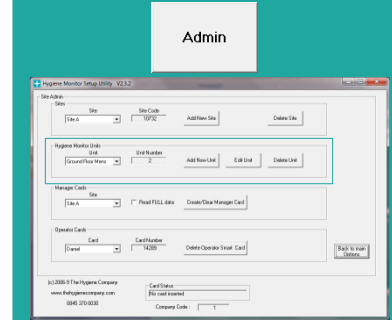 Admin
Hygiene Monitor Setup Utility V2.3.2
Site Admin
Sites
Site Site Code
Site A 10732 Add New Site Delete Site
Hygiene Monitor Units
Unit Unit Number
Ground Floor Mens 2 Add New Unit Edit Unit Delete Unit
Manager Cards
Site
Site A Read FULL data Create/Clear Manager Card
Operator Cards
Card Card Number
Daniel 14289 Delete Operator Smart Card
Back to main
Options
(c) 2006-9 The Hygiene Company
www.thehygienecompany.com
0845 370 0030
Card Status
No card inserted
Company Code : 1